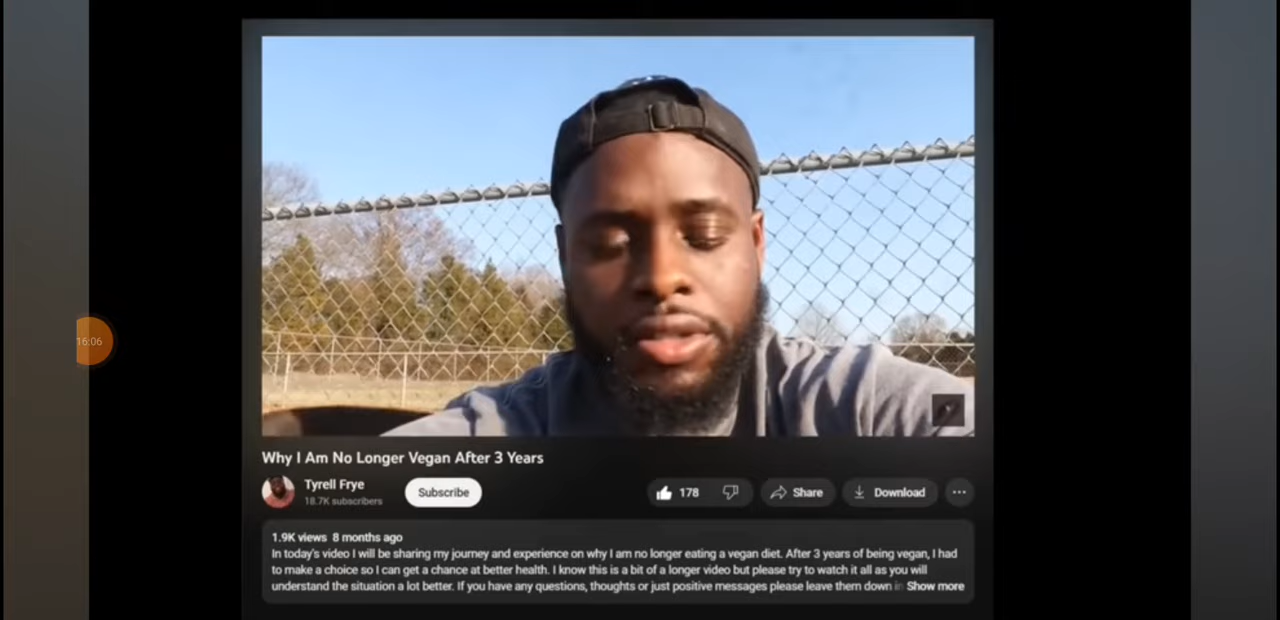 16:06
Why I Am No Longer Vegan After 3 Years
Tyrell Frye
18.7K subscribers
Subscribe
178
Share
Download
1.9K views 8 months ago
In today's video I will be sharing my journey and experience on why I am no longer eating a vegan diet. After 3 years of being vegan, I had
to make a choice so I can get a chance at better health. I know this is a bit of a longer video but please try to watch it all as you will
understand the situation a lot better. If you have any questions, thoughts or just positive messages please leave them down in Show more